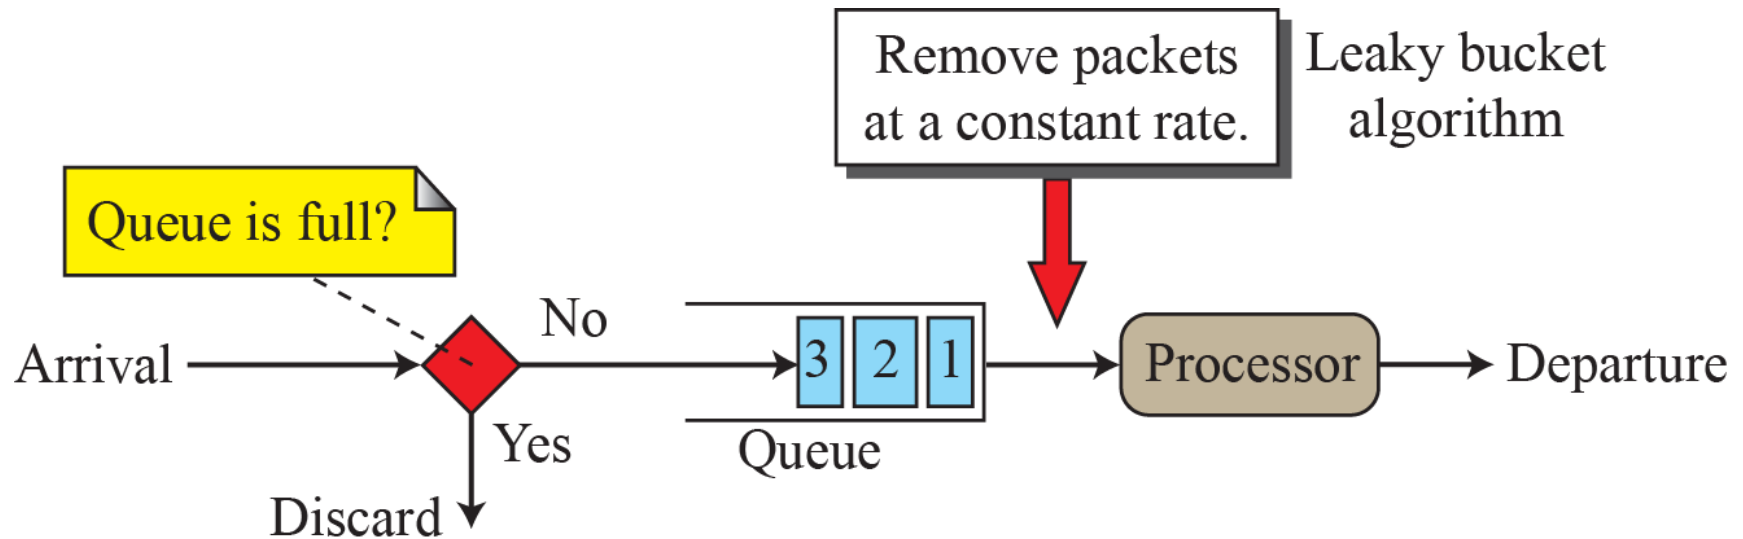 Remove packets
at a constant rate.
Leaky bucket
algorithm
Queue is full?
Arrival
No
Yes
Discard
3 2 1
Queue
Processor
Departure